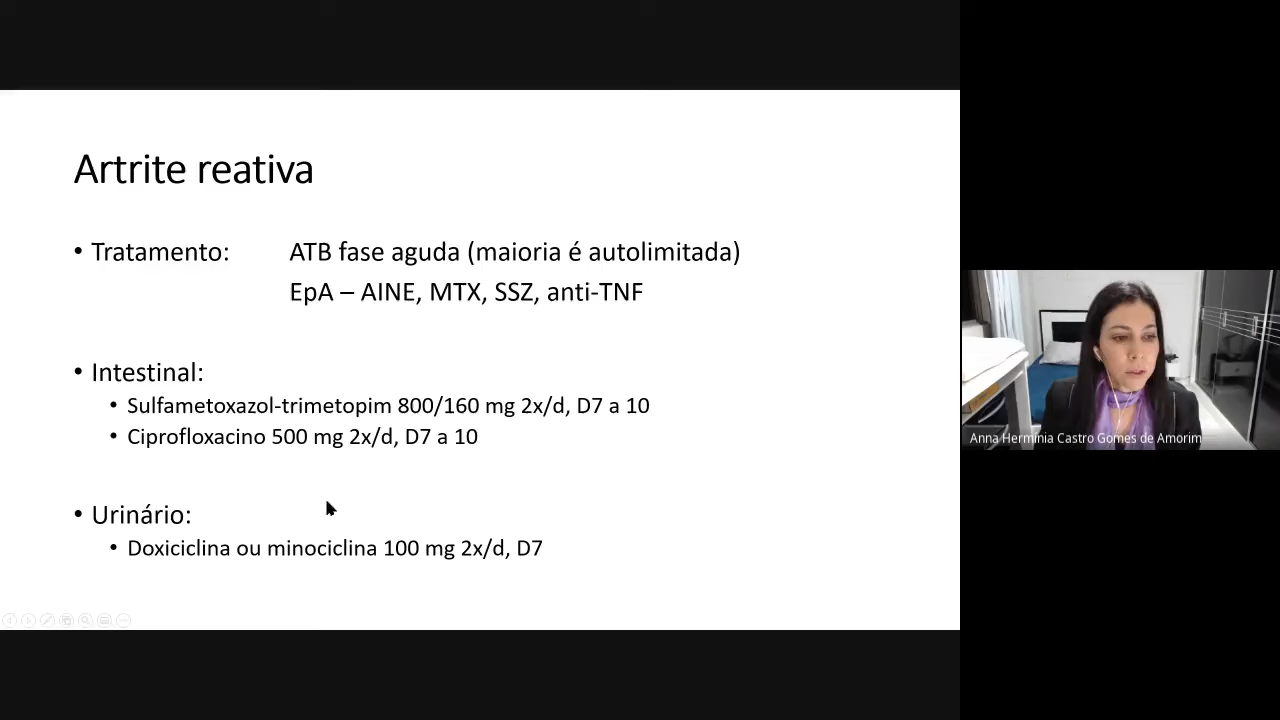 Artrite reativa
• Tratamento: ATB fase aguda (maioria é autolimitada)
EpA – AINE, MTX, SSZ, anti-TNF
• Intestinal:
• Sulfametoxazol-trimetopim 800/160 mg 2x/d, D7 a 10
• Ciprofloxacino 500 mg 2x/d, D7 a 10
• Urinário:
• Doxiciclina ou minociclina 100 mg 2x/d, D7
Anna Hermínia Castro Gomes de Amorim